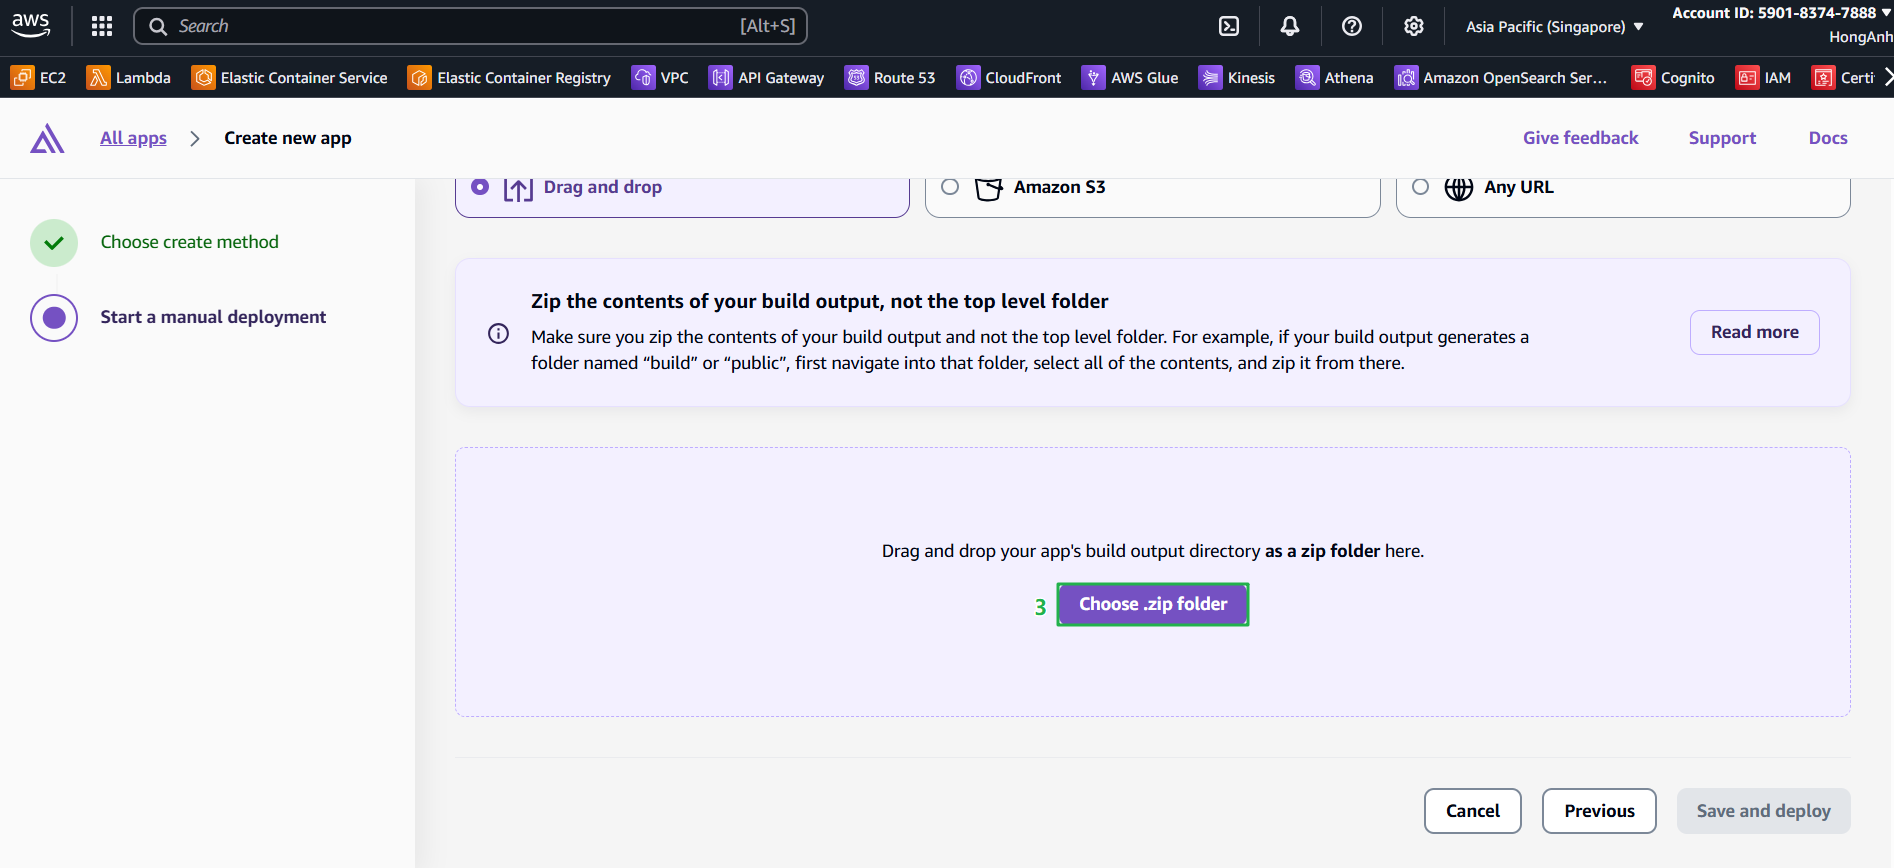 aws
Search [Alt+S]
Asia Pacific (Singapore)
Account ID: 5901-8374-7888
HongAnh
EC2 Lambda Elastic Container Service Elastic Container Registry VPC API Gateway Route 53 CloudFront AWS Glue Kinesis Athena Amazon OpenSearch Ser... Cognito IAM Certi
All apps Create new app Give feedback Support Docs
Drag and drop Amazon S3 Any URL
Choose create method
Start a manual deployment
Zip the contents of your build output, not the top level folder
Make sure you zip the contents of your build output and not the top level folder. For example, if your build output generates a
folder named “build” or “public”, first navigate into that folder, select all of the contents, and zip it from there.
Read more
Drag and drop your app's build output directory as a zip folder here.
3 Choose .zip folder
Cancel Previous Save and deploy